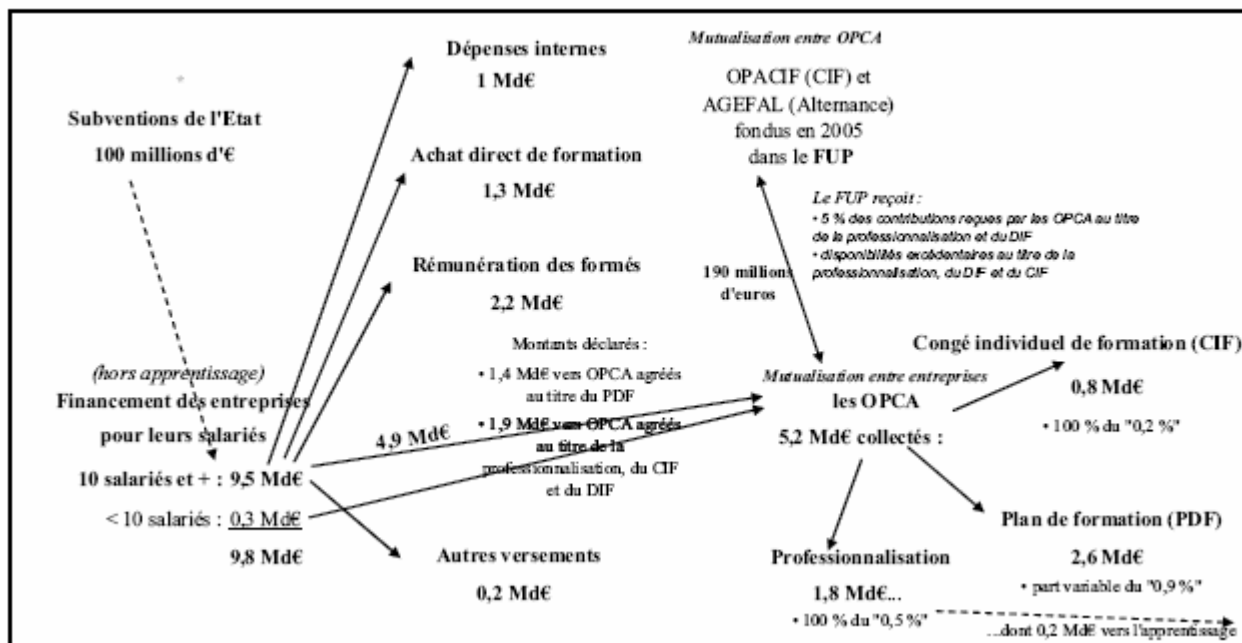 Subventions de l'Etat
100 millions d'€
(hors apprentissage)
Financement des entreprises
pour leurs salariés
10 salariés et + : 9,5 Md€
< 10 salariés : 0,3 Md€
9,8 Md€
Dépenses internes
1 Md€
Achat direct de formation
1,3 Md€
Rémunération des formés
2,2 Md€
Montants déclarés :
• 1,4 Md€ vers OPCA agréés
au titre du PDF
• 1,9 Md€ vers OPCA agréés
au titre de la
professionnalisation, du CIF
et du DIF
4,9 Md€
Autres versements
0,2 Md€
Mutualisation entre OPCA
OPACIF (CIF) et
AGEFAL (Alternance)
fondus en 2005
dans le FUP
Le FUP reçoit :
• 5 % des contributions reçues par les OPCA au titre
de la professionnalisation et du DIF
• disponibilités excédentaires au titre de la
professionnalisation, du DIF et du CIF
190 millions
d'euros
Mutualisation entre entreprises
les OPCA
5,2 Md€ collectés :
Congé individuel de formation (CIF)
0,8 Md€
• 100 % du "0,2 %"
Plan de formation (PDF)
2,6 Md€
• part variable du "0,9 %"
Professionnalisation
1,8 Md€...
• 100 % du "0,5 %"
...dont 0,2 Md€ vers l'apprentissage